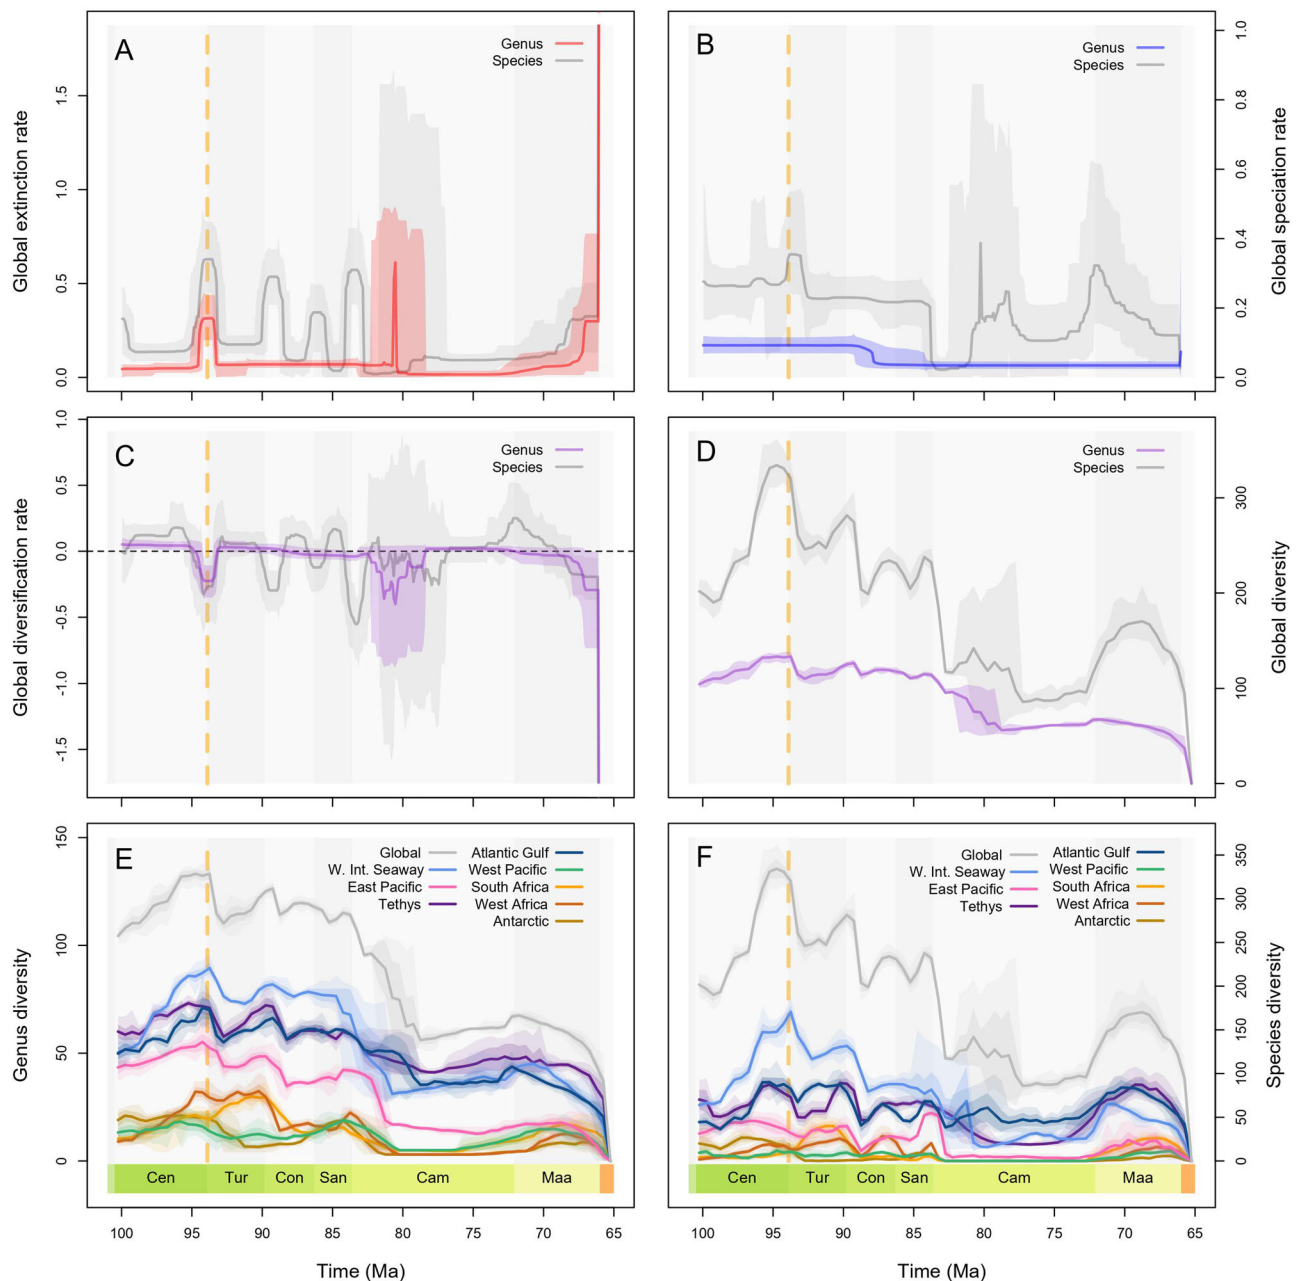 A
Genus
Species
Global extinction rate
0.0
0.5
1.0
1.5
B
Genus
Species
Global speciation rate
0.0
0.2
0.4
0.6
0.8
1.0
C
Genus
Species
Global diversification rate
1.0
0.5
0.0
-0.5
-1.0
-1.5
D
Genus
Species
Global diversity
0
100
200
300
E
Global
W. Int. Seaway
East Pacific
Tethys
Atlantic Gulf
West Pacific
South Africa
West Africa
Antarctic
Genus diversity
0
50
100
150
Cen Tur Con San Cam Maa
100 95 90 85 80 75 70 65
Time (Ma)
F
Global
W. Int. Seaway
East Pacific
Tethys
Atlantic Gulf
West Pacific
South Africa
West Africa
Antarctic
Species diversity
0
50
100
150
200
250
300
350
Cen Tur Con San Cam Maa
100 95 90 85 80 75 70 65
Time (Ma)